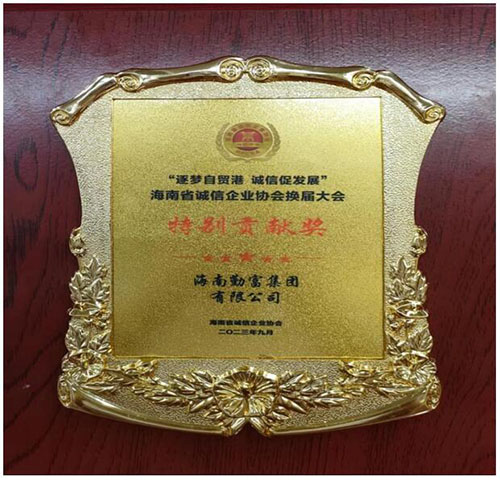 “逐梦自贸港 诚信促发展”
海南省诚信企业协会换届大会
特别贡献奖
海南勤富集团
有限公司
海南省诚信企业协会
二〇二三年九月